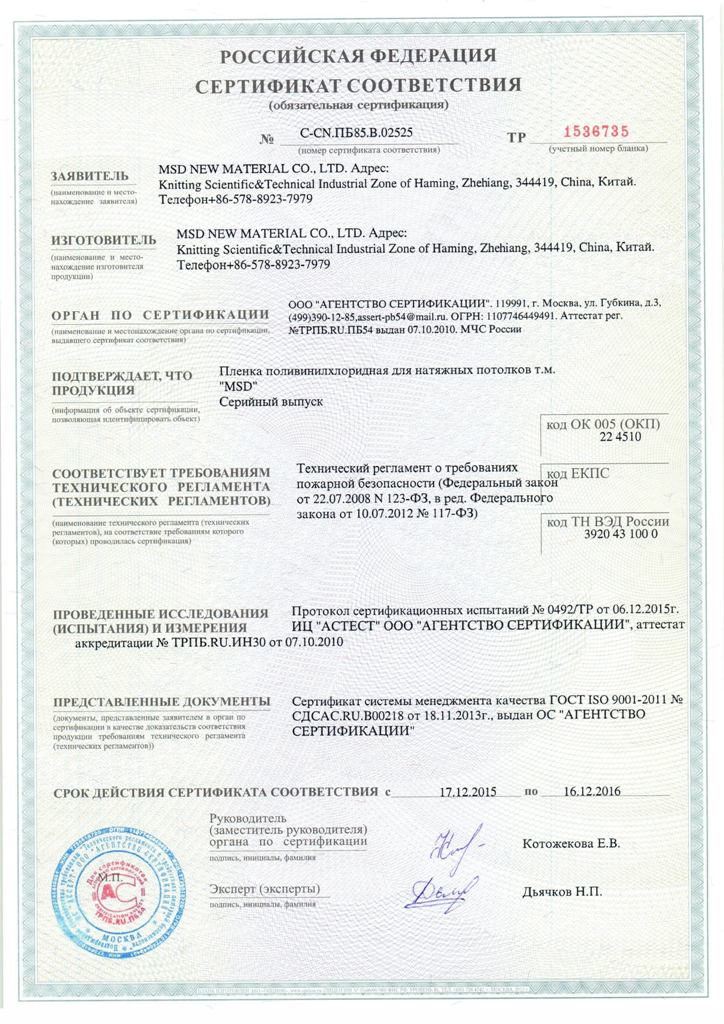 РОССИЙСКАЯ ФЕДЕРАЦИЯ
СЕРТИФИКАТ СООТВЕТСТВИЯ
(обязательная сертификация)
№ С-CN.ПБ85.В.02525 ТР 1536735
(номер сертификата соответствия) (учетный номер бланка)
ЗАЯВИТЕЛЬ
(наименование и место-
нахождение заявителя)
MSD NEW MATERIAL CO., LTD. Адрес:
Knitting Scientific&Technical Industrial Zone of Haming, Zhehiang, 344419, China, Китай.
Телефон+86-578-8923-7979
ИЗГОТОВИТЕЛЬ
(наименование и место-
нахождение изготовителя
продукции)
MSD NEW MATERIAL CO., LTD. Адрес:
Knitting Scientific&Technical Industrial Zone of Haming, Zhehiang, 344419, China, Китай.
Телефон+86-578-8923-7979
ОРГАН ПО СЕРТИФИКАЦИИ
(наименование и местонахождение органа по сертификации,
выдавшего сертификат соответствия)
ООО "АГЕНТСТВО СЕРТИФИКАЦИИ". 119991, г. Москва, ул. Губкина, д.3,
(499)390-12-85,assert-pb54@mail.ru. ОГРН: 1107746449491. Аттестат рег.
№ТРПБ.RU.ПБ54 выдан 07.10.2010. МЧС России
ПОДТВЕРЖДАЕТ, ЧТО
ПРОДУКЦИЯ
(информация об объекте сертификации,
позволяющая идентифицировать объект)
Пленка поливинилхлоридная для натяжных потолков т.м.
"MSD"
Серийный выпуск
код ОК 005 (ОКП)
22 4510
СООТВЕТСТВУЕТ ТРЕБОВАНИЯМ
ТЕХНИЧЕСКОГО РЕГЛАМЕНТА
(ТЕХНИЧЕСКИХ РЕГЛАМЕНТОВ)
(наименование технического регламента (технических
регламентов), на соответствие требованиям которого
(которых) проводилась сертификация)
Технический регламент о требованиях
пожарной безопасности (Федеральный закон
от 22.07.2008 N 123-ФЗ, в ред. Федерального
закона от 10.07.2012 № 117-ФЗ)
код ЕКПС
код ТН ВЭД России
3920 43 100 0
ПРОВЕДЕННЫЕ ИССЛЕДОВАНИЯ
(ИСПЫТАНИЯ) И ИЗМЕРЕНИЯ
Протокол сертификационных испытаний № 0492/ТР от 06.12.2015г.
ИЦ "АСТЕСТ" ООО "АГЕНТСТВО СЕРТИФИКАЦИИ", аттестат
аккредитации № ТРПБ.RU.ИН30 от 07.10.2010
ПРЕДСТАВЛЕННЫЕ ДОКУМЕНТЫ
(документы, представленные заявителем в орган по
сертификации в качестве доказательств соответствия
продукции требованиям технического регламента
(технических регламентов))
Сертификат системы менеджмента качества ГОСТ ISO 9001-2011 №
СДСАС.RU.В00218 от 18.11.2013г., выдан ОС "АГЕНТСТВО
СЕРТИФИКАЦИИ"
СРОК ДЕЙСТВИЯ СЕРТИФИКАТА СООТВЕТСТВИЯ с 17.12.2015 по 16.12.2016
Руководитель
(заместитель руководителя)
органа по сертификации
подпись, инициалы, фамилия
Котожекова Е.В.
Эксперт (эксперты)
подпись, инициалы, фамилия
Дьячков Н.П.
М.П.
Для сертификатов
АС
ТРПБ.RU.ПБ54
МОСКВА